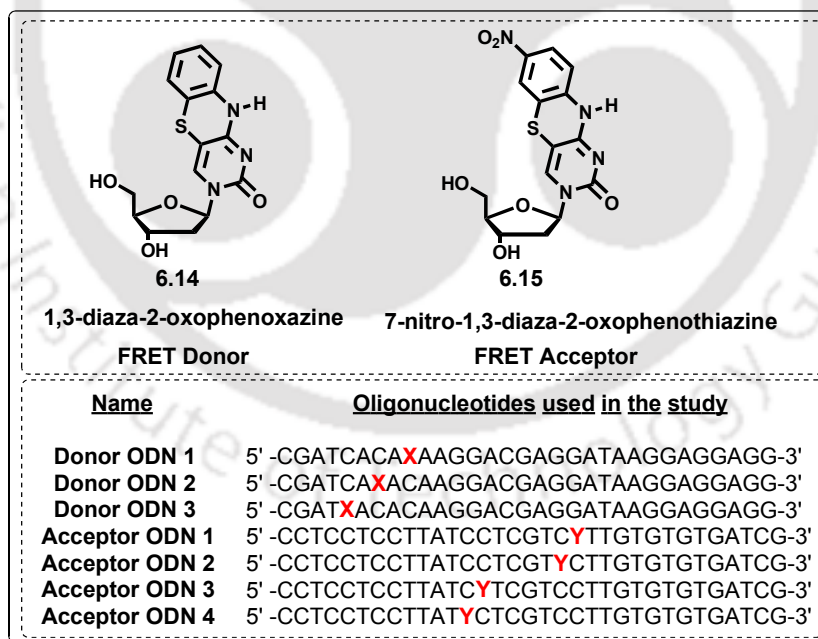 O₂N
N-H
N-H
S
N
S
N
HO
O
N
O
HO
O
N
O
OH
OH
6.14
6.15
1,3-diaza-2-oxophenoxazine
7-nitro-1,3-diaza-2-oxophenothiazine
FRET Donor
FRET Acceptor
Institute of Technology
Name Oligonucleotides used in the study
Donor ODN 1 5' -CGATCACAXAAGGACGAGGATAAGGAGGAGG-3'
Donor ODN 2 5' -CGATCAXACAAGGACGAGGATAAGGAGGAGG-3'
Donor ODN 3 5' -CGATXACACAAGGACGAGGATAAGGAGGAGG-3'
Acceptor ODN 1 5' -CCTCCTCCTTATCCTCGTCYTTGTGTGTGATCG-3'
Acceptor ODN 2 5' -CCTCCTCCTTATCCTCGTYCTTGTGTGTGATCG-3'
Acceptor ODN 3 5' -CCTCCTCCTTATCYTCGTCCTTGTGTGTGATCG-3'
Acceptor ODN 4 5' -CCTCCTCCTTATYCTCGTCCTTGTGTGTGATCG-3'